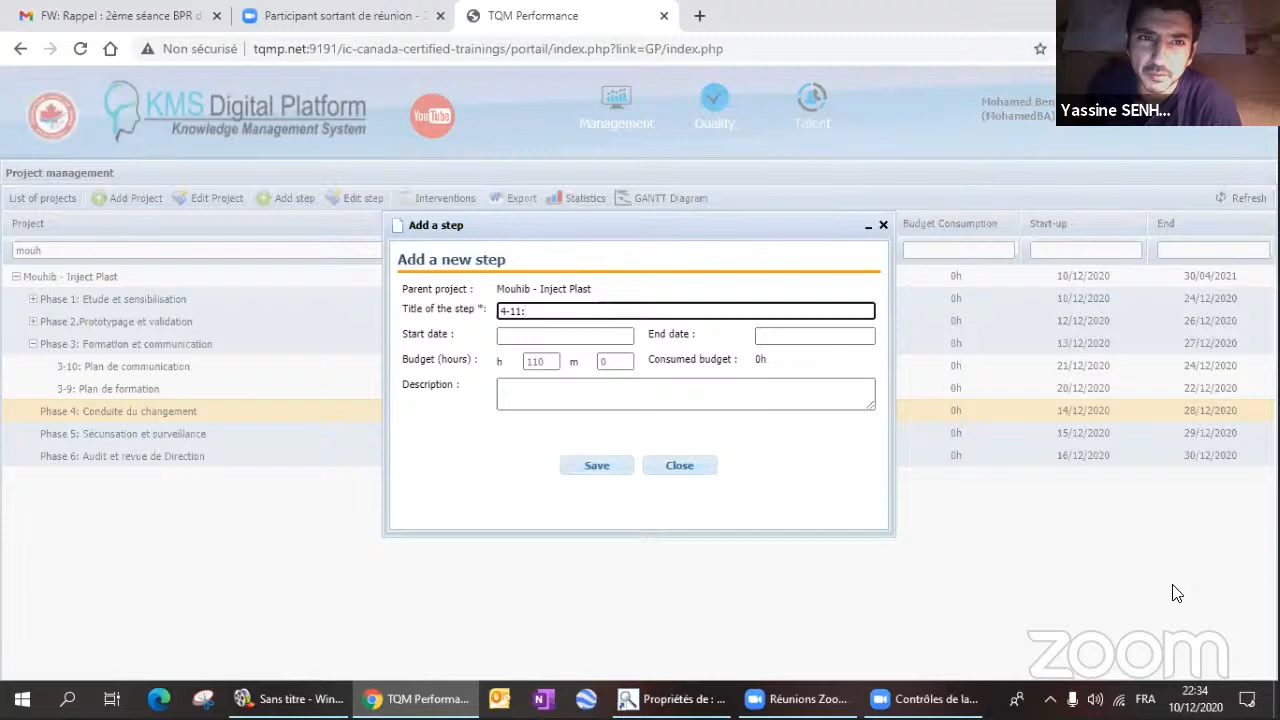 FW: Rappel : 2ème séance BPR d
Participant sortant de réunion - Z
TQM Performance
Non sécurisé
tqmp.net:9191/ic-canada-certified-trainings/portail/index.php?link=GP/index.php
KMS Digital Platform
Knowledge Management System
YouTube
Management
Quality
Talent
Mohamed Ben
(MohamedBA)
Yassine SENH...
Project management
List of projects
Add Project
Edit Project
Add step
Edit step
Interventions
Export
Statistics
GANTT Diagram
Refresh
Project
Budget Consumption
Start-up
End
mouh
Mouhib - Inject Plast
0h
10/12/2020
30/04/2021
Phase 1: Etude et sensibilisation
0h
10/12/2020
24/12/2020
Phase 2.Prototypage et validation
0h
12/12/2020
26/12/2020
Phase 3: Formation et communication
0h
13/12/2020
27/12/2020
3-10: Plan de communication
0h
21/12/2020
24/12/2020
3-9: Plan de formation
0h
20/12/2020
22/12/2020
Phase 4: Conduite du changement
0h
14/12/2020
28/12/2020
Phase 5: Sécurisation et surveillance
0h
15/12/2020
29/12/2020
Phase 6: Audit et revue de Direction
0h
16/12/2020
30/12/2020
Add a step
Add a new step
Parent project :
Mouhib - Inject Plast
Title of the step *:
4-11:
Start date :
End date :
Budget (hours) :
h
110
m
0
Consumed budget :
0h
Description :
Save
Close
zoom
Sans titre - Win...
TQM Performa...
Propriétés de : ...
Réunions Zoo...
Contrôles de la...
FRA
22:34
10/12/2020